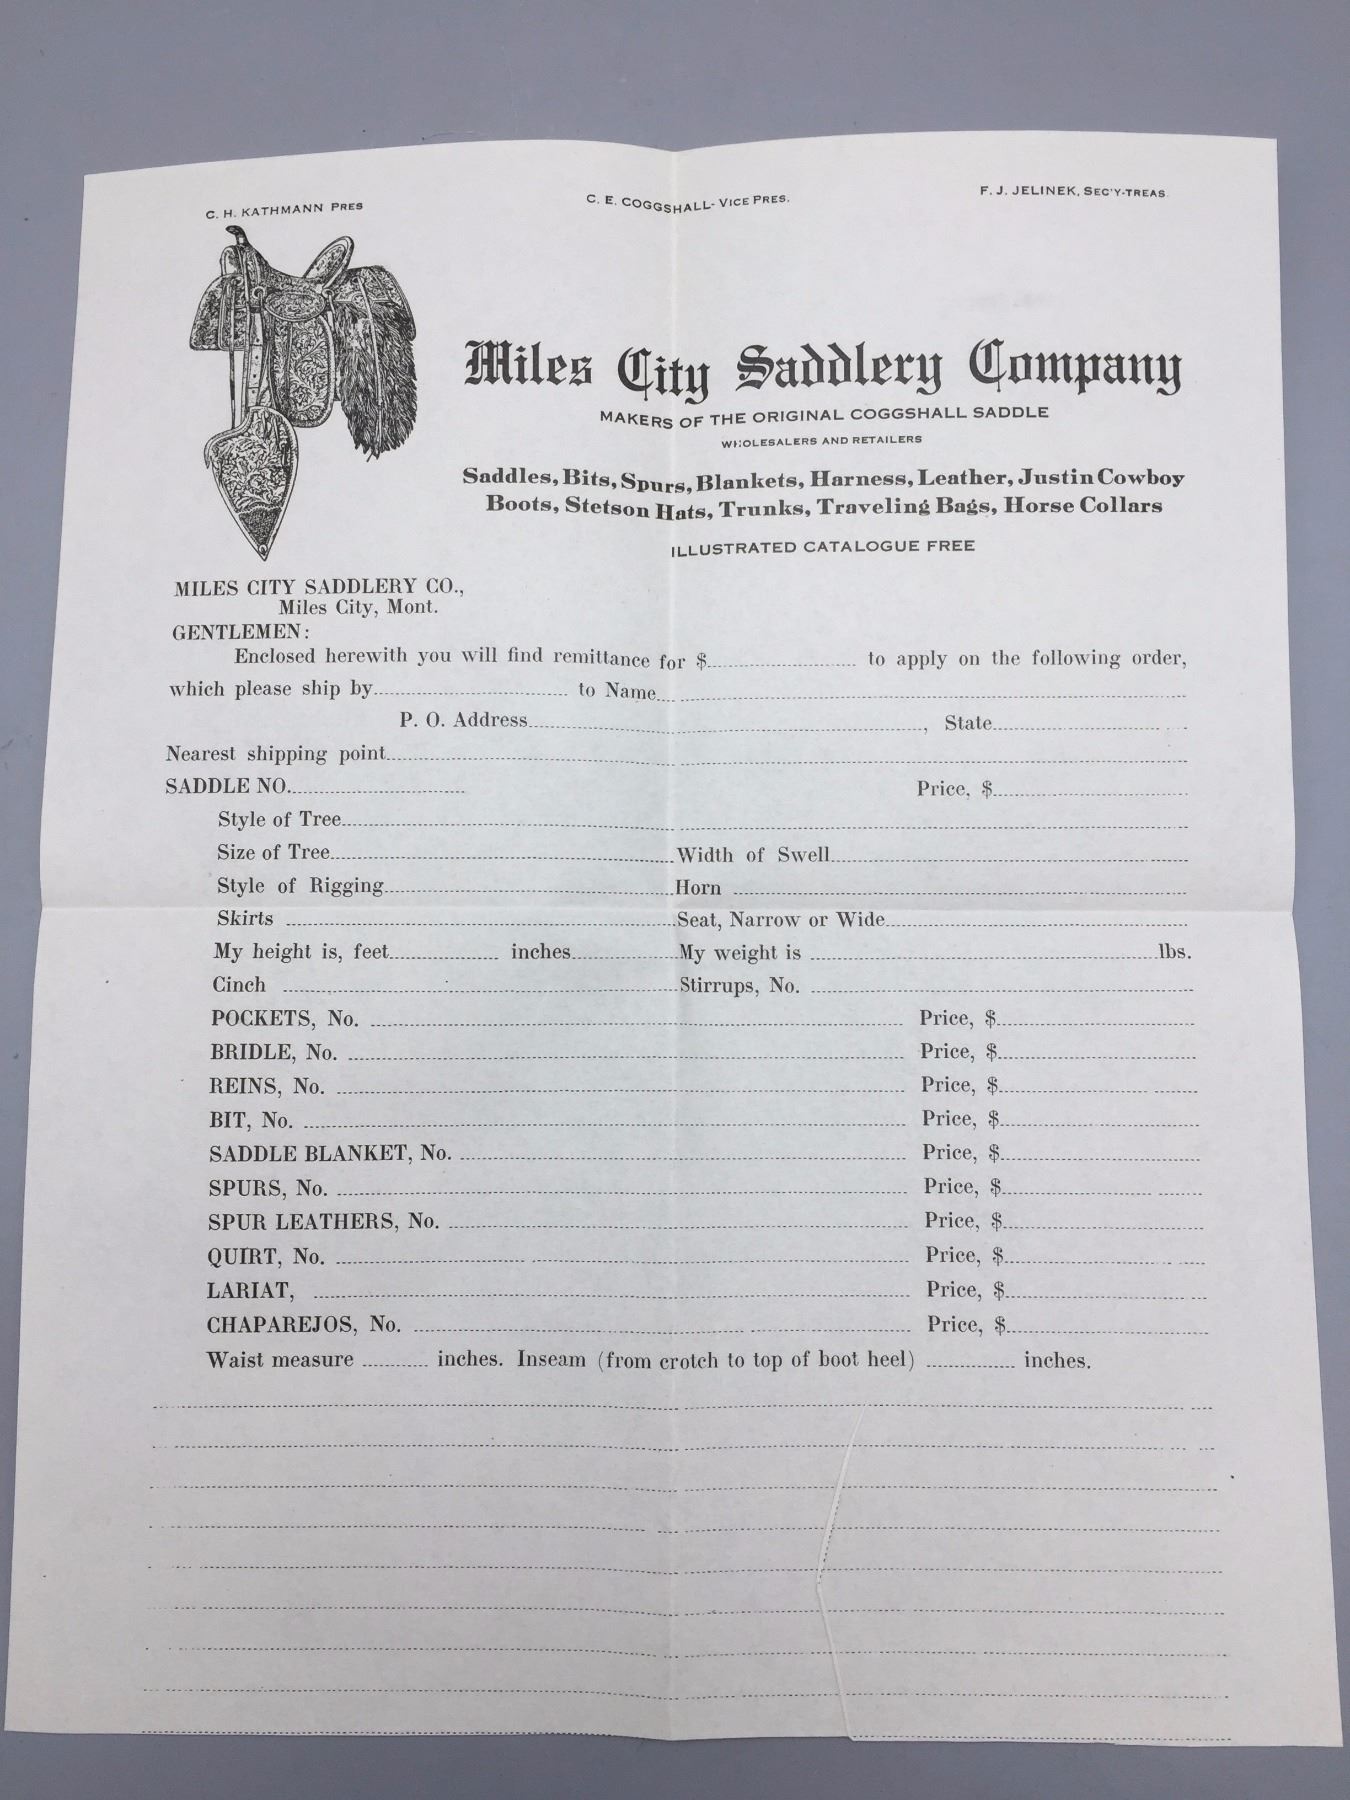 C. H. KATHMANN PRES
C. E. COGGSHALL- VICE PRES.
F. J. JELINEK, SEC'Y-TREAS.
Miles City Saddlery Company
MAKERS OF THE ORIGINAL COGGSHALL SADDLE
WHOLESALERS AND RETAILERS
Saddles, Bits, Spurs, Blankets, Harness, Leather, Justin Cowboy
Boots, Stetson Hats, Trunks, Traveling Bags, Horse Collars
ILLUSTRATED CATALOGUE FREE
MILES CITY SADDLERY CO.,
Miles City, Mont.
GENTLEMEN:
Enclosed herewith you will find remittance for $ to apply on the following order,
which please ship by to Name
P. O. Address , State
Nearest shipping point
SADDLE NO. Price, $
Style of Tree
Size of Tree Width of Swell
Style of Rigging Horn
Skirts Seat, Narrow or Wide
My height is, feet inches My weight is lbs.
Cinch Stirrups, No.
POCKETS, No. Price, $
BRIDLE, No. Price, $
REINS, No. Price, $
BIT, No. Price, $
SADDLE BLANKET, No. Price, $
SPURS, No. Price, $
SPUR LEATHERS, No. Price, $
QUIRT, No. Price, $
LARIAT, Price, $
CHAPAREJOS, No. Price, $
Waist measure inches. Inseam (from crotch to top of boot heel) inches.